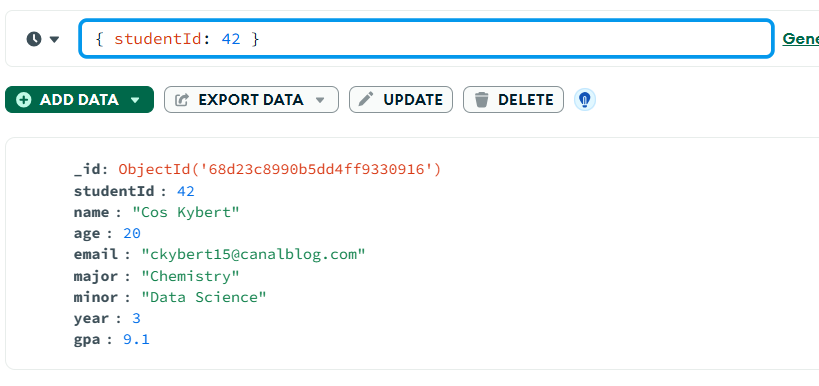 { studentId: 42 }
ADD DATA
EXPORT DATA
UPDATE
DELETE
_id: ObjectId('68d23c8990b5dd4ff9330916')
studentId : 42
name : "Cos Kybert"
age : 20
email : "ckybert15@canalblog.com"
major : "Chemistry"
minor : "Data Science"
year : 3
gpa : 9.1